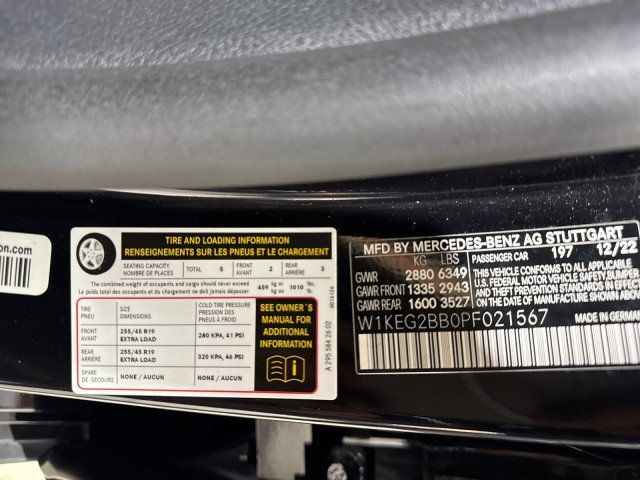 on.com
TIRE AND LOADING INFORMATION
RENSEIGNEMENTS SUR LES PNEUS ET LE CHARGEMENT
SEATING CAPACITY
NOMBRE DE PLACES
TOTAL 5
FRONT
AVANT 2
REAR
ARRIÈRE 3
The combined weight of occupants and cargo should never exceed
Le poids total des occupants et du chargement ne doit jamais dépasser
459 kg or kg ou 1010 lbs. lb.
TIRE
PNEU
SIZE
DIMENSIONS
COLD TIRE PRESSURE
PRESSION DES
PNEUS À FROID
FRONT
AVANT
255/45 R19
EXTRA LOAD
280 KPA, 41 PSI
REAR
ARRIÈRE
255/45 R19
EXTRA LOAD
320 KPA, 46 PSI
SPARE
DE SECOURS
NONE / AUCUN
NONE / AUCUN
SEE OWNER'S
MANUAL FOR
ADDITIONAL
INFORMATION
A 295 584 26 02
MFD BY MERCEDES-BENZ AG STUTTGART
KG LBS
GWWR 2880 6349
GAWR FRONT 1335 2943
GAWR REAR 1600 3527
PASSENGER CAR 197 12/22
THIS VEHICLE CONFORMS TO ALL APPLICABLE
U.S. FEDERAL MOTOR VEHICLE SAFETY, BUMPER,
AND THEFT PREVENTION STANDARDS IN
EFFECT ON THE DATE OF MANUFACTURE
SHOWN ABOVE.
W1KEG2BB0PF021567
MADE IN GERMANY